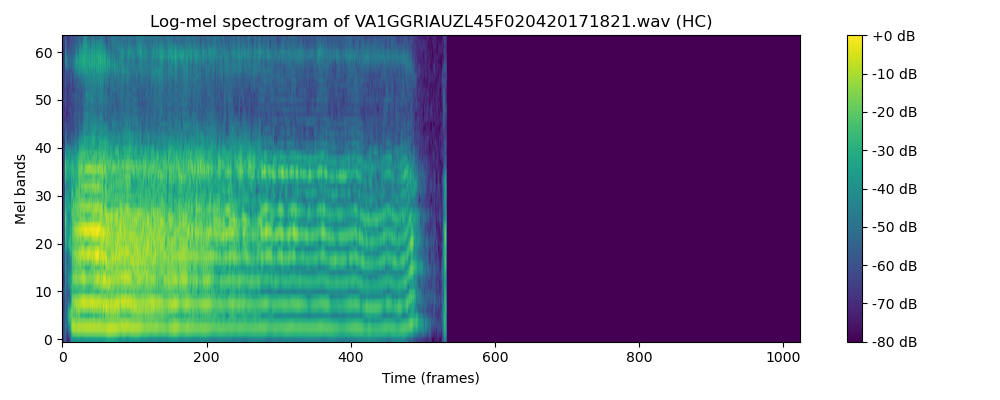 Log-mel spectrogram of VA1GGRIAUZL45F020420171821.wav (HC)
Mel bands
60
50
40
30
20
10
0
0 200 400 600 800 1000
Time (frames)
+0 dB
-10 dB
-20 dB
-30 dB
-40 dB
-50 dB
-60 dB
-70 dB
-80 dB